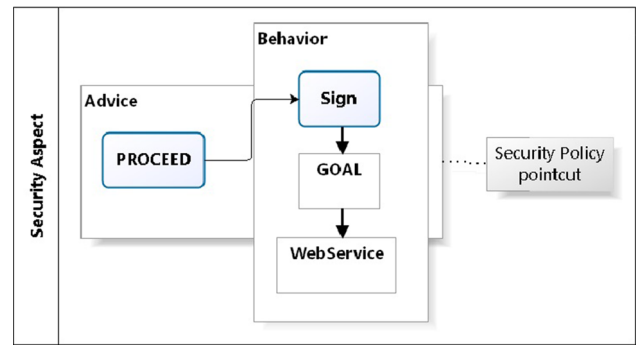 Security Aspect
Behavior
Advice
Sign
PROCEED
GOAL
Security Policy
pointcut
WebService